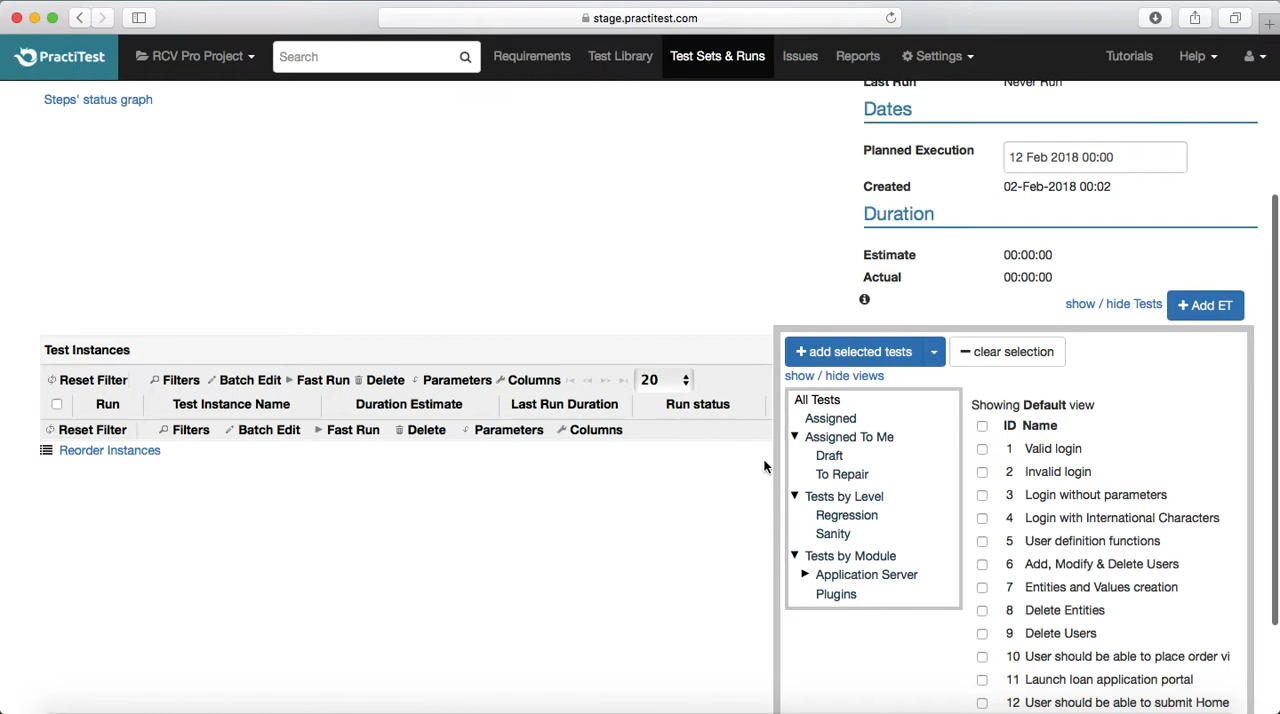 stage.practitest.com
PractiTest
RCV Pro Project
Search
Requirements
Test Library
Test Sets & Runs
Issues
Reports
Settings
Tutorials
Help
Steps' status graph
Last Run Never Run
Dates
Planned Execution 12 Feb 2018 00:00
Created 02-Feb-2018 00:02
Duration
Estimate 00:00:00
Actual 00:00:00
show / hide Tests + Add ET
Test Instances
Reset Filter Filters Batch Edit Fast Run Delete Parameters Columns 20
Run Test Instance Name Duration Estimate Last Run Duration Run status
Reset Filter Filters Batch Edit Fast Run Delete Parameters Columns
Reorder Instances
+ add selected tests − clear selection
show / hide views
All Tests
Assigned
Assigned To Me
Draft
To Repair
Tests by Level
Regression
Sanity
Tests by Module
Application Server
Plugins
Showing Default view
ID Name
1 Valid login
2 Invalid login
3 Login without parameters
4 Login with International Characters
5 User definition functions
6 Add, Modify & Delete Users
7 Entities and Values creation
8 Delete Entities
9 Delete Users
10 User should be able to place order vi
11 Launch loan application portal
12 User should be able to submit Home